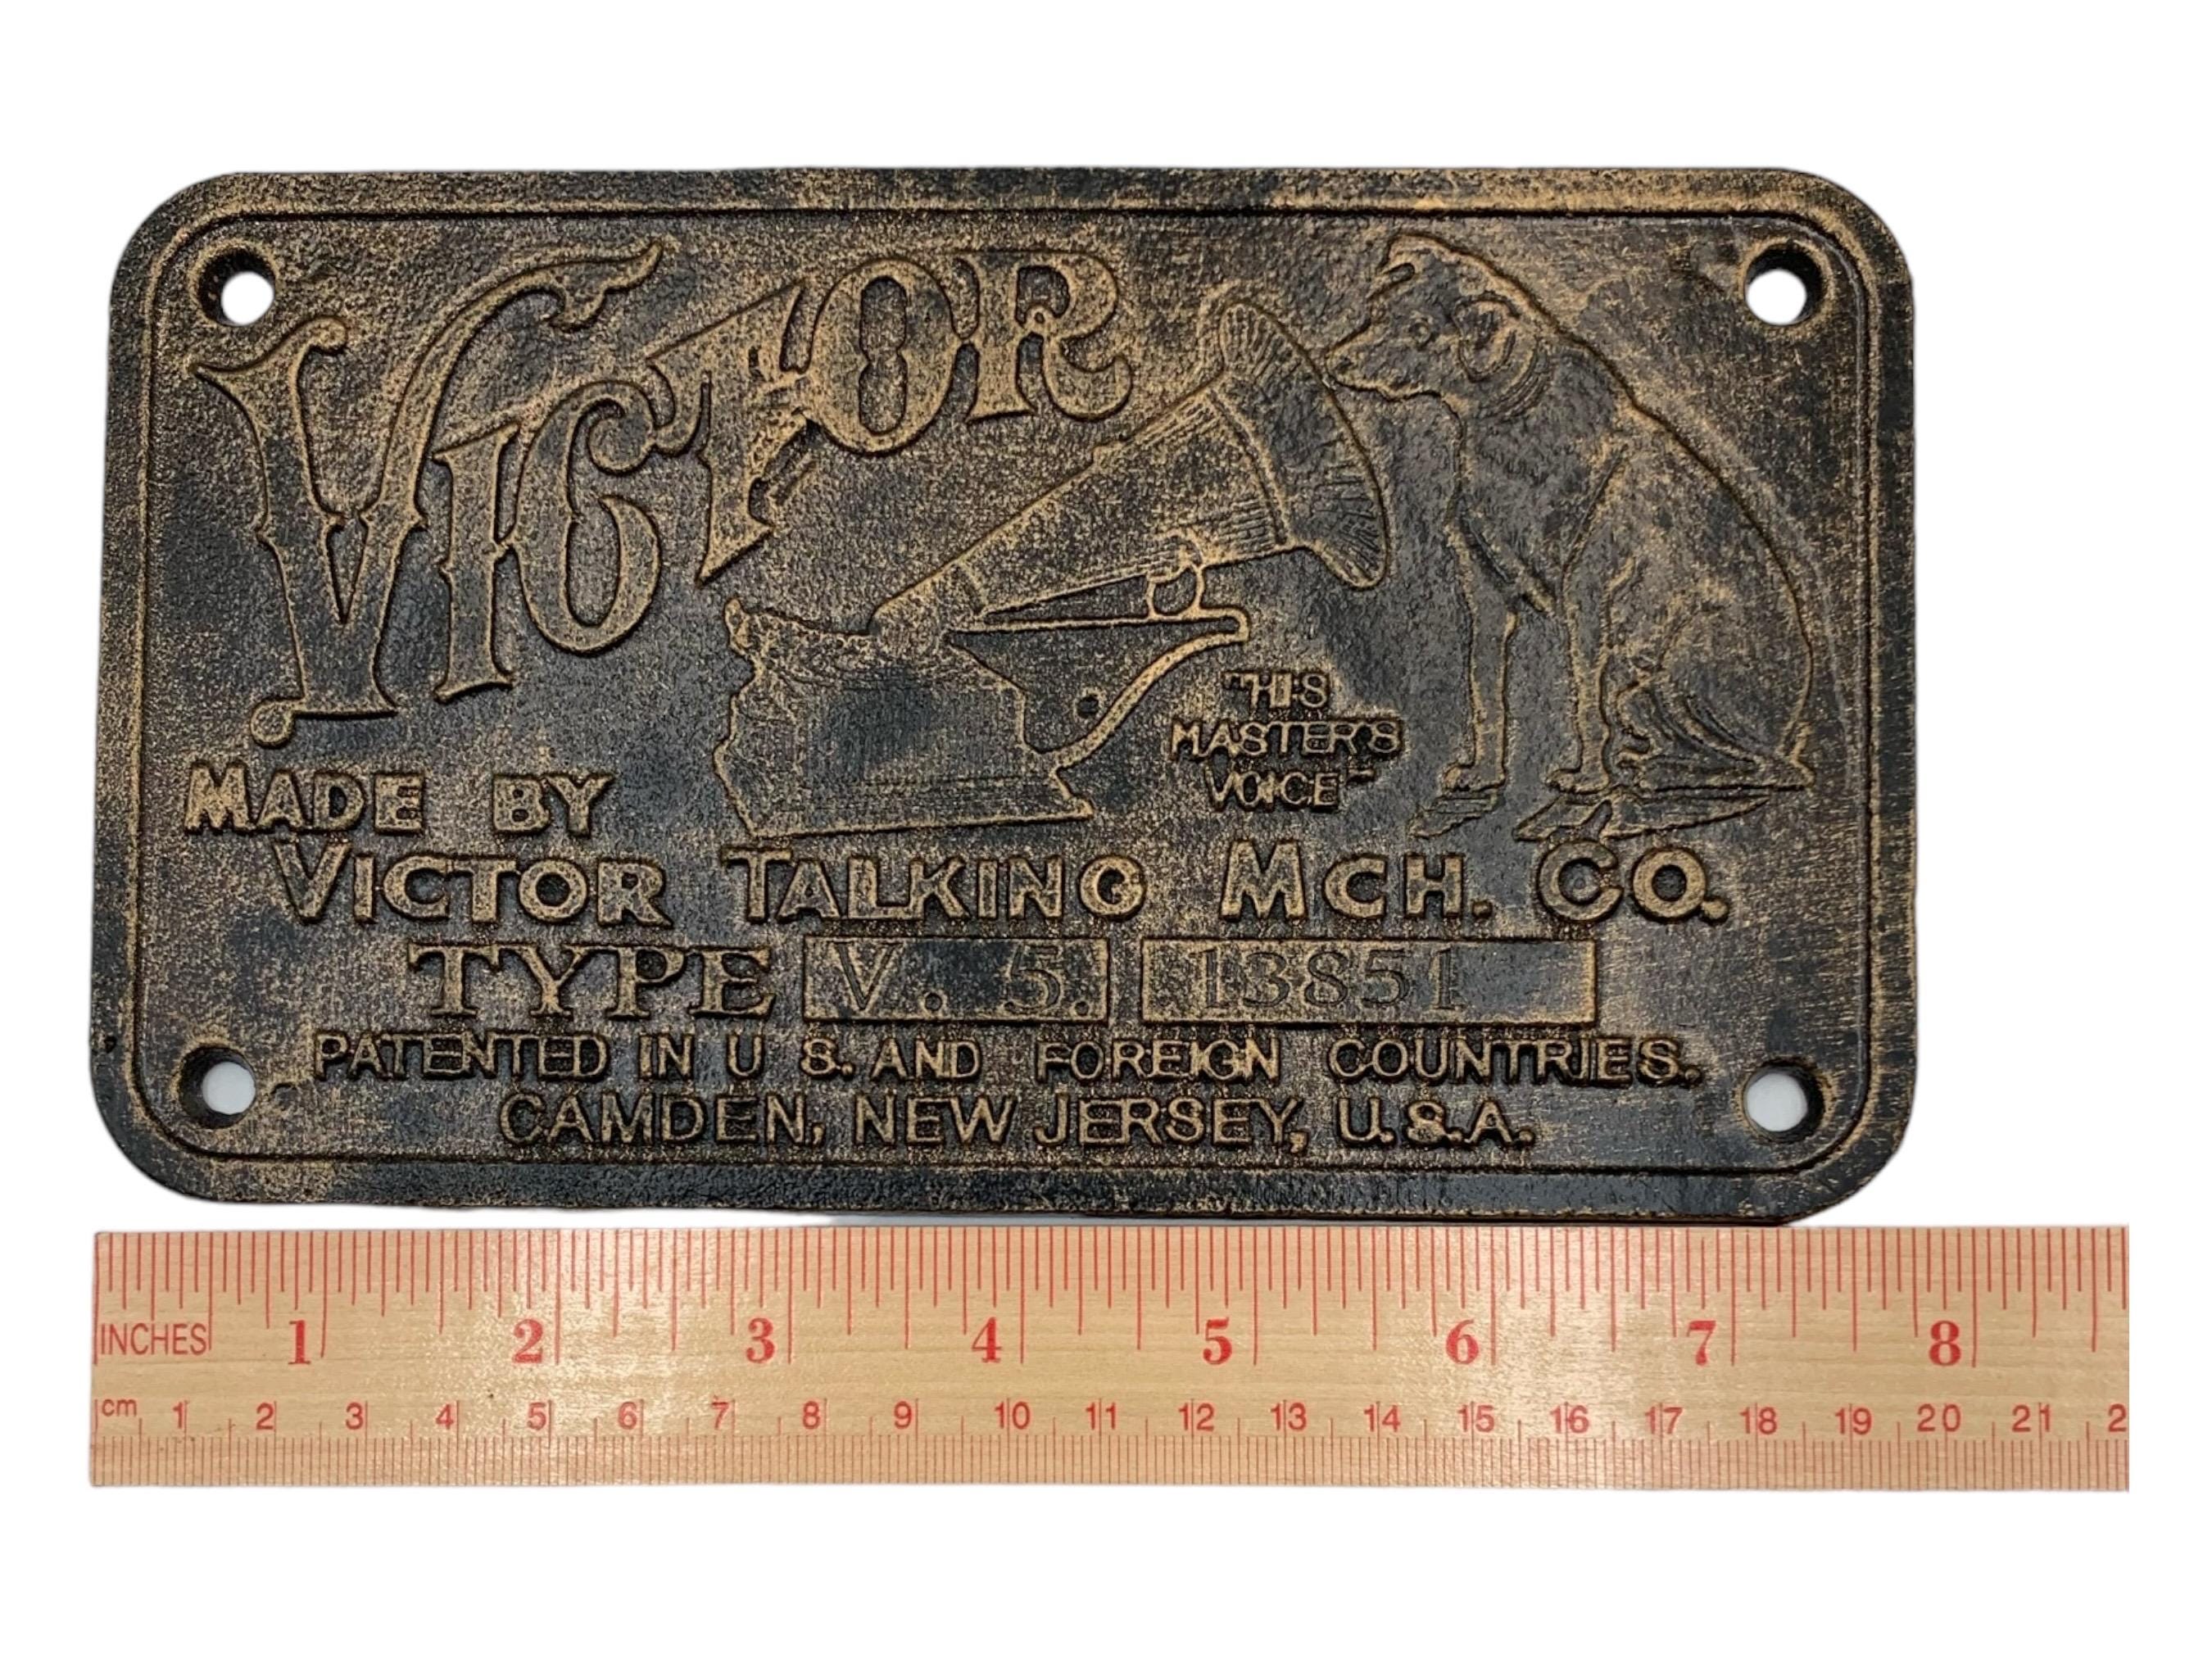 VICTOR
"HIS
MASTER'S
VOICE"
MADE BY
VICTOR TALKING MCH. CO.
TYPE V. 5. 13851
PATENTED IN U S. AND FOREIGN COUNTRIES.
CAMDEN, NEW JERSEY, U.S.A.
INCHES 1 2 3 4 5 6 7 8
cm 1 2 3 4 5 6 7 8 9 10 11 12 13 14 15 16 17 18 19 20 21 2